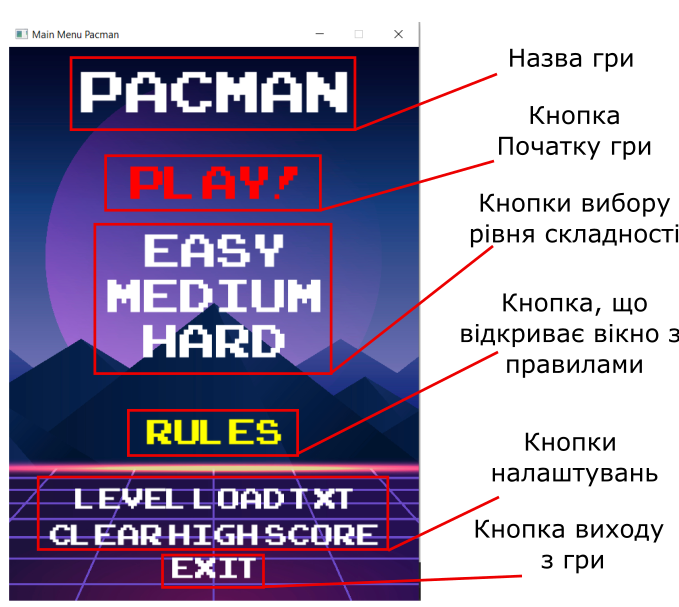 Main Menu Pacman
PACMAN
PLAY!
EASY
MEDIUM
HARD
RULES
LEVEL LOAD TXT
CLEAR HIGH SCORE
EXIT
Назва гри
Кнопка
Початку гри
Кнопки вибору
рівня складності
Кнопка, що
відкриває вікно з
правилами
Кнопки
налаштувань
Кнопка виходу
з гри